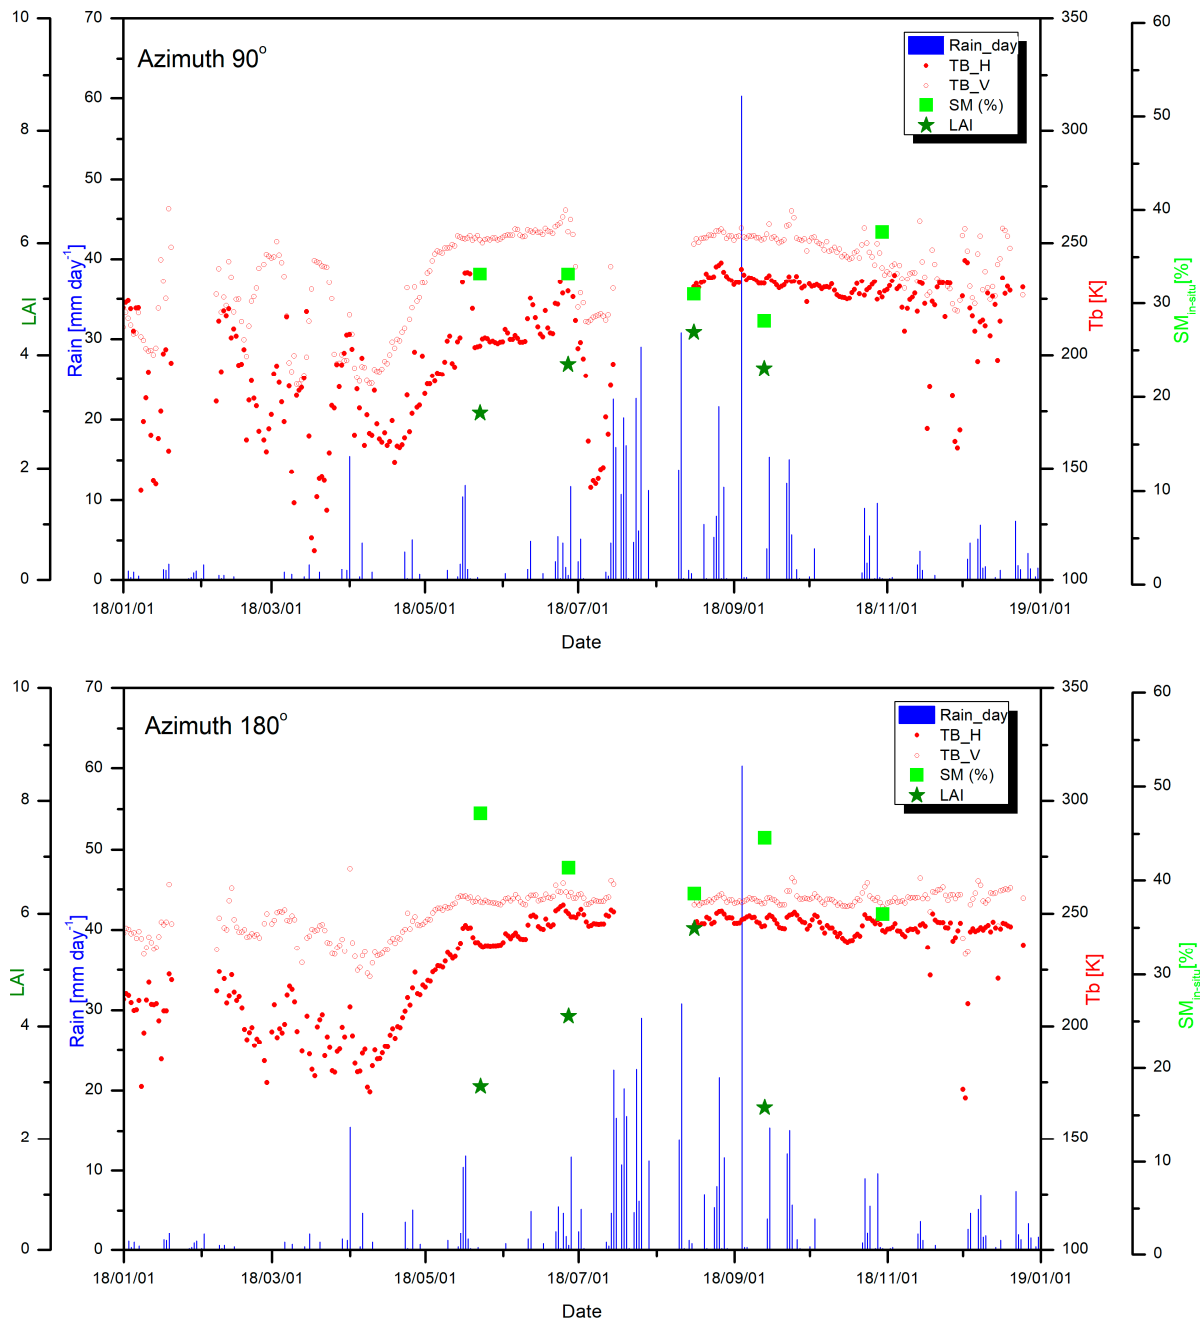 Azimuth 90°
Rain_day
TB_H
TB_V
SM (%)
LAI
10
8
6
4
2
0
LAI
70
60
50
40
30
20
10
0
Rain [mm day⁻¹]
350
300
250
200
150
100
Tb [K]
60
50
40
30
20
10
0
SM in-situ [%]
18/01/01 18/03/01 18/05/01 18/07/01 18/09/01 18/11/01 19/01/01
Date
Azimuth 180°
Rain_day
TB_H
TB_V
SM (%)
LAI
10
8
6
4
2
0
LAI
70
60
50
40
30
20
10
0
Rain [mm day⁻¹]
350
300
250
200
150
100
Tb [K]
60
50
40
30
20
10
0
SM in-situ [%]
18/01/01 18/03/01 18/05/01 18/07/01 18/09/01 18/11/01 19/01/01
Date